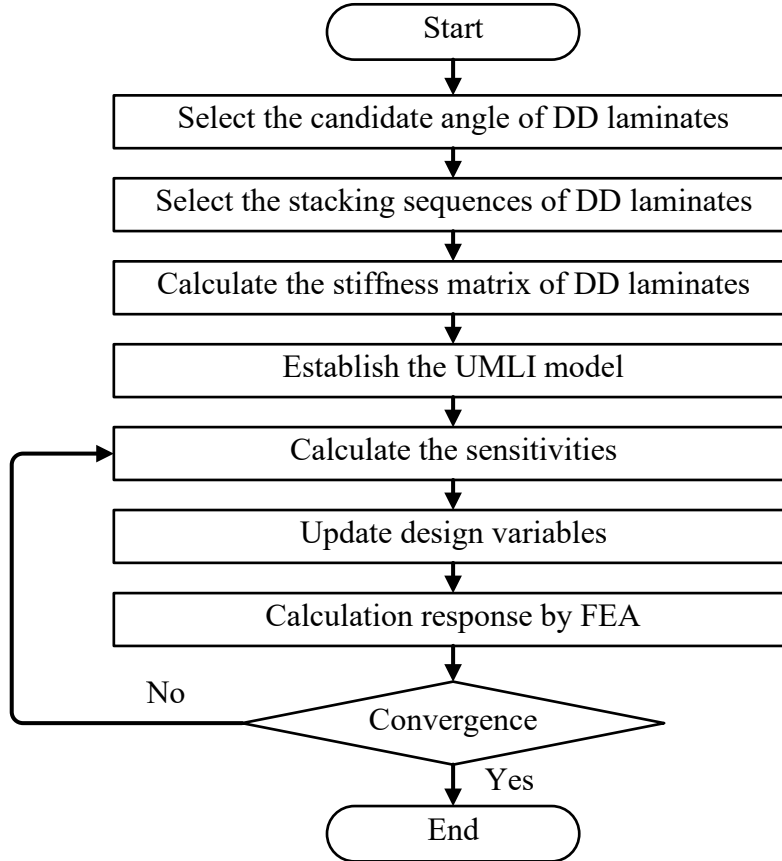 Start
Select the candidate angle of DD laminates
Select the stacking sequences of DD laminates
Calculate the stiffness matrix of DD laminates
Establish the UMLI model
Calculate the sensitivities
Update design variables
Calculation response by FEA
No
Convergence
Yes
End